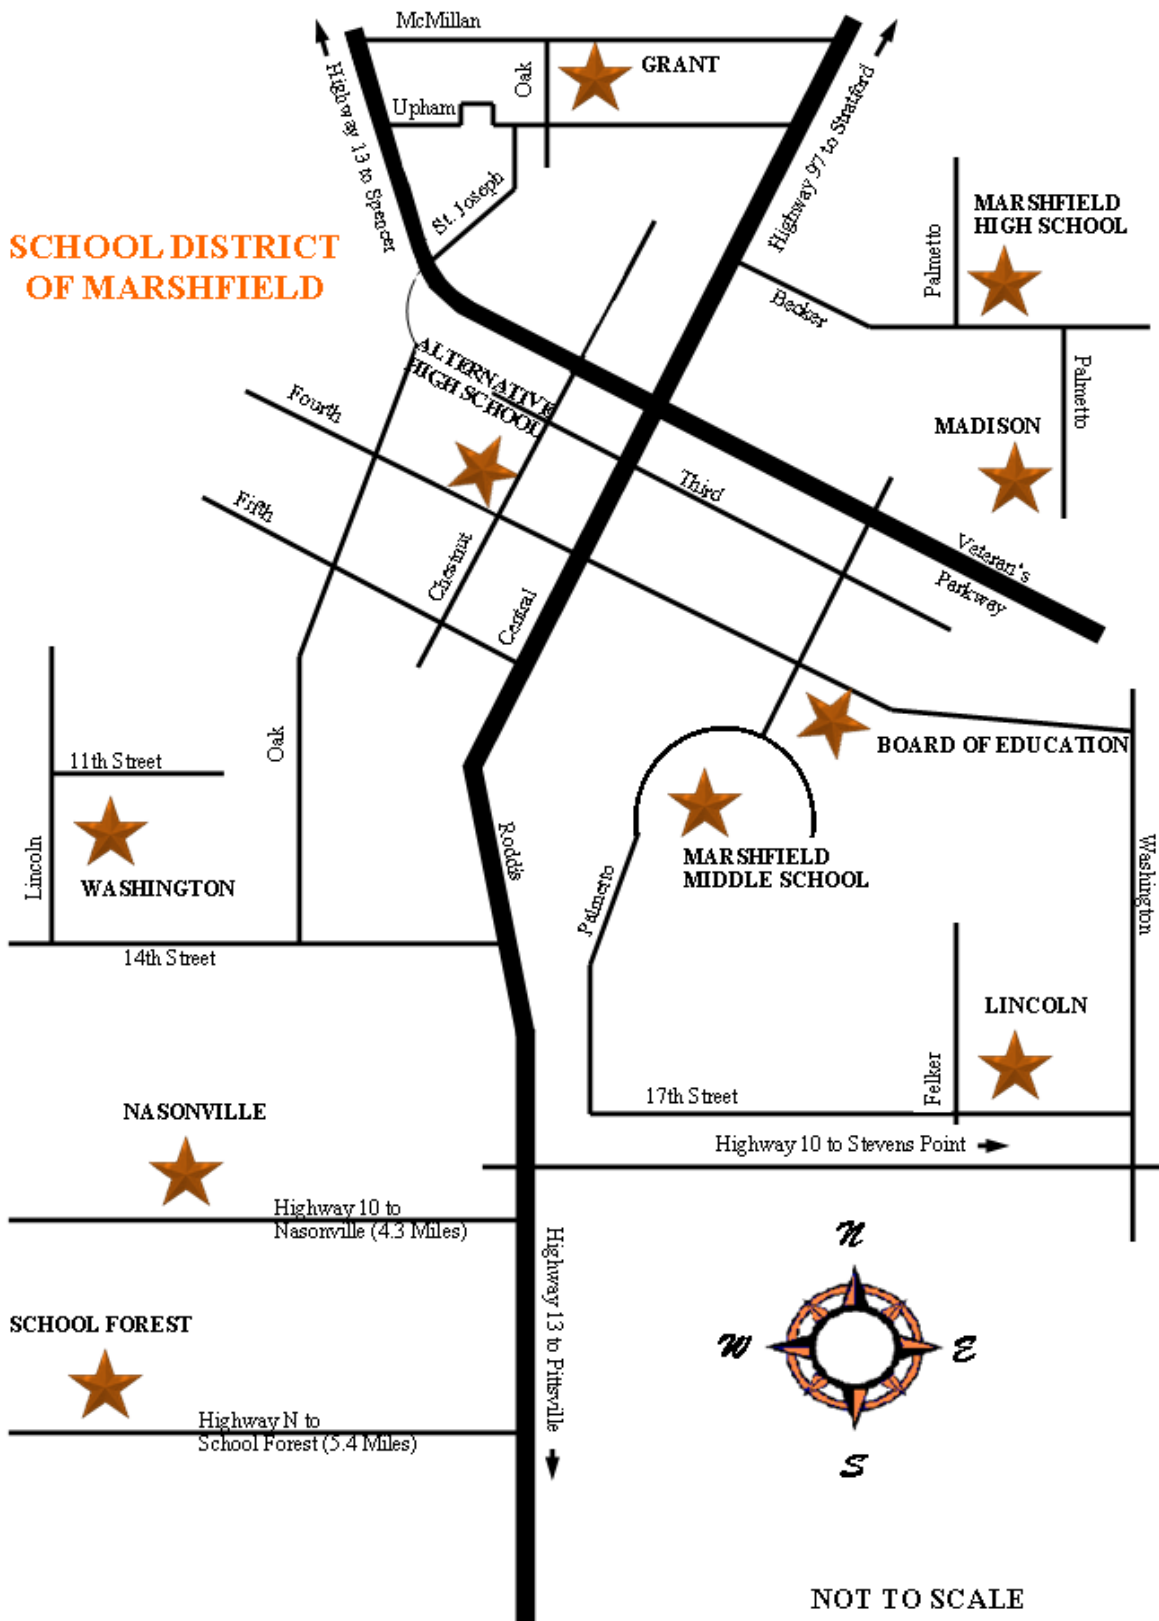 McMillan
GRANT
Oak
Upham
Highway 13 to Spencer
Highway 97 to Stratford
St. Joseph
MARSHFIELD
HIGH SCHOOL
Palmetto
SCHOOL DISTRICT
OF MARSHFIELD
Becker
ALTERNATIVE
HIGH SCHOOL
Palmetto
Fourth
MADISON
Third
Fifth
Chestnut
Central
Veteran's
Parkway
Oak
BOARD OF EDUCATION
11th Street
Lincoln
WASHINGTON
Roddis
MARSHFIELD
MIDDLE SCHOOL
Palmetto
Washington
14th Street
LINCOLN
Felker
17th Street
NASONVILLE
Highway 10 to Stevens Point
Highway 10 to
Nasonville (4.3 Miles)
Highway 13 to Pittsville
N
W
E
S
SCHOOL FOREST
Highway N to
School Forest (5.4 Miles)
NOT TO SCALE